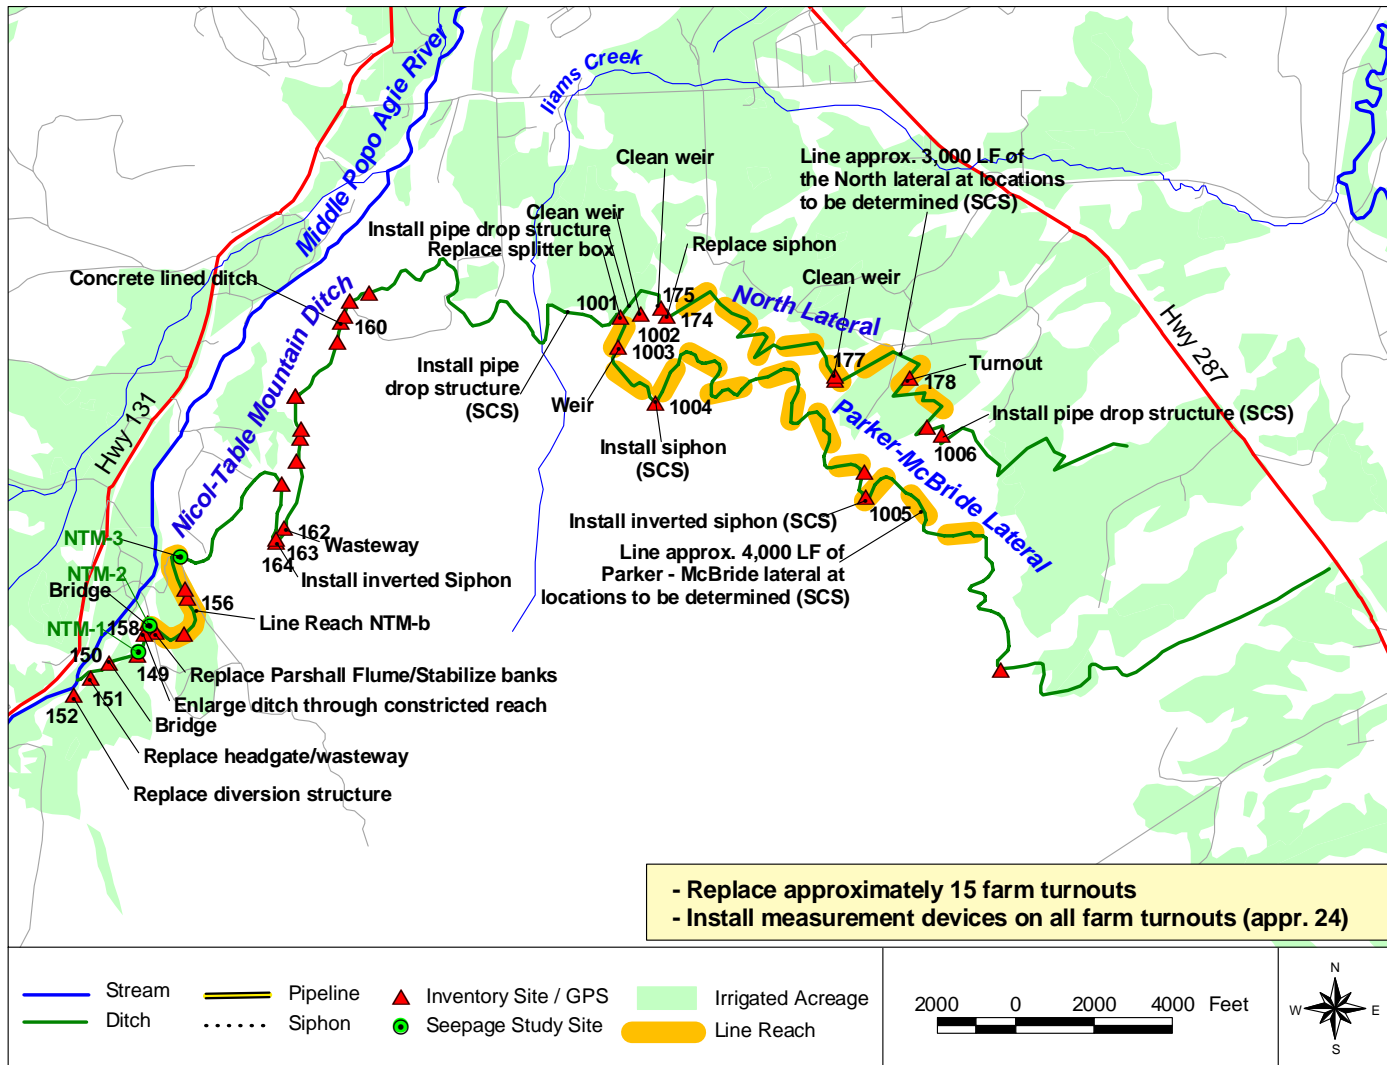 Middle Popo Agie River
liams Creek
Clean weir
Line approx. 3,000 LF of
the North lateral at locations
to be determined (SCS)
Clean weir
Install pipe drop structure
Replace splitter box
Replace siphon
Concrete lined ditch
Clean weir
North Lateral
1001
175
174
1002
1003
160
Hwy 287
Install pipe
drop structure
(SCS)
Weir
1004
177
178
Turnout
Install pipe drop structure (SCS)
1006
Hwy 131
Nicol-Table Mountain Ditch
Install siphon
(SCS)
Parker-McBride Lateral
Install inverted siphon (SCS)
1005
Line approx. 4,000 LF of
Parker - McBride lateral at
locations to be determined (SCS)
162
Wasteway
163
164
Install inverted Siphon
NTM-3
NTM-2
Bridge
156
Line Reach NTM-b
NTM-1
158
150
149
Replace Parshall Flume/Stabilize banks
151
Enlarge ditch through constricted reach
152
Bridge
Replace headgate/wasteway
Replace diversion structure
- Replace approximately 15 farm turnouts
- Install measurement devices on all farm turnouts (appr. 24)
Stream
Pipeline
Inventory Site / GPS
Irrigated Acreage
Ditch
Siphon
Seepage Study Site
Line Reach
2000 0 2000 4000 Feet
N
W E
S